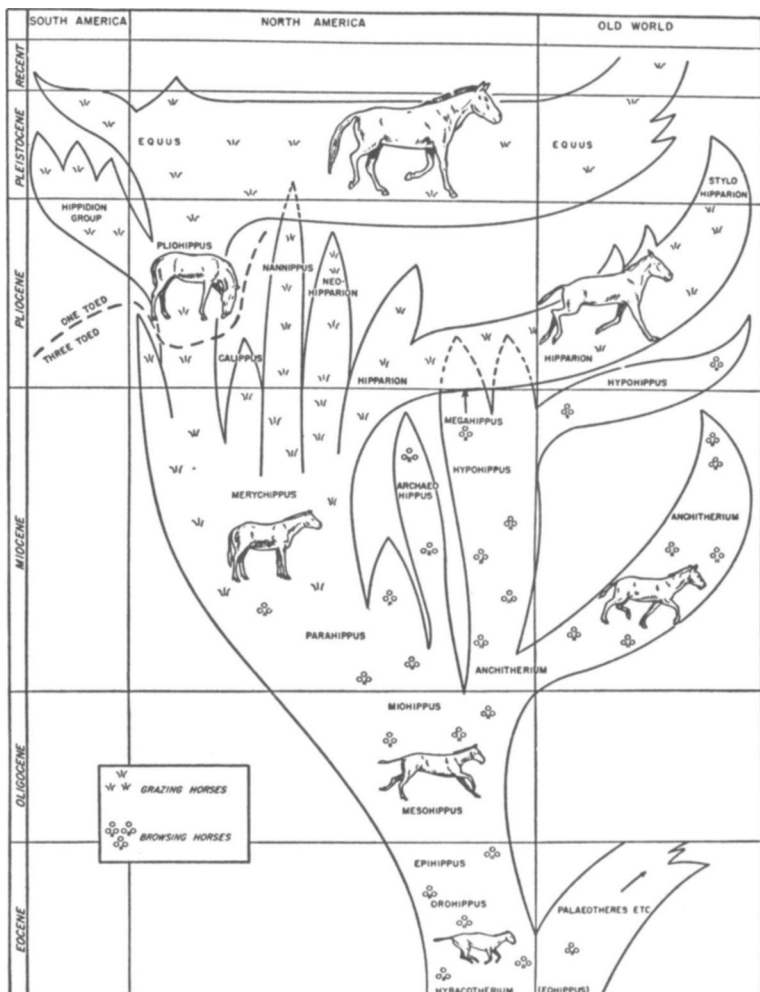 SOUTH AMERICA
NORTH AMERICA
OLD WORLD
RECENT
PLEISTOCENE
EQUUS
EQUUS
STYLO
HIPPARION
HIPPIDION
GROUP
PLIOCENE
PLIOHIPPUS
NANNIPPUS
NEO-
HIPPARION
ONE TOED
THREE TOED
CALIPPUS
HIPPARION
HIPPARION
HYPOHIPPUS
MIOCENE
MEGAHIPPUS
HYPOHIPPUS
ARCHAEO
HIPPUS
MERYCHIPPUS
ANCHITHERIUM
PARAHIPPUS
ANCHITHERIUM
OLIGOCENE
MIOHIPPUS
MESOHIPPUS
GRAZING HORSES
BROWSING HORSES
EOCENE
EPIHIPPUS
OROHIPPUS
PALAEOTHERES ETC
HYRACOTHERIUM
(EOHIPPUS)